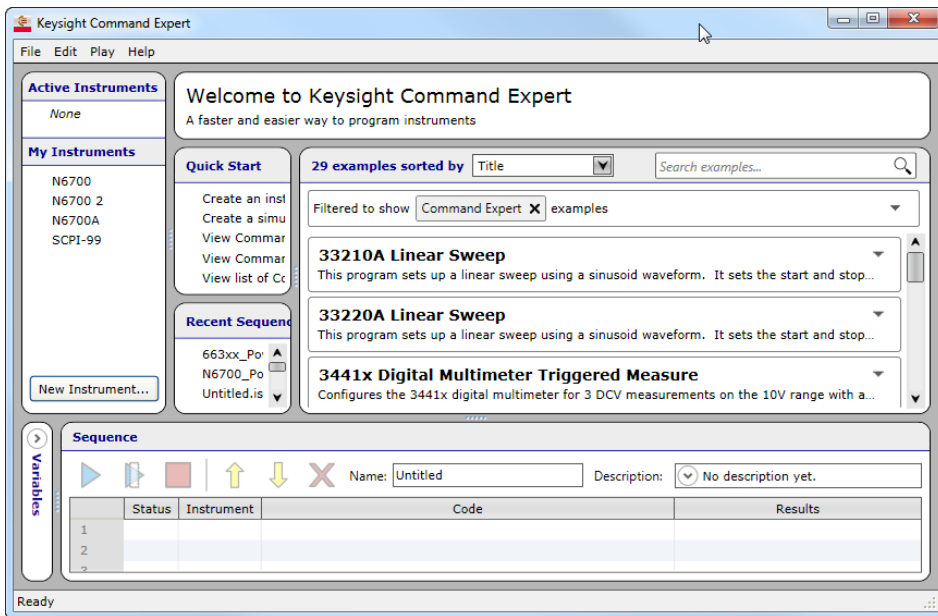 Keysight Command Expert
File Edit Play Help
Active Instruments
None
My Instruments
N6700
N6700 2
N6700A
SCPI-99
New Instrument...
Welcome to Keysight Command Expert
A faster and easier way to program instruments
Quick Start
Create an inst
Create a simu
View Commar
View Commar
View list of Co
Recent Sequenc
663xx_Po
N6700_Po
Untitled.is
29 examples sorted by Title
Search examples...
Filtered to show Command Expert X examples
33210A Linear Sweep
This program sets up a linear sweep using a sinusoid waveform. It sets the start and stop...
33220A Linear Sweep
This program sets up a linear sweep using a sinusoid waveform. It sets the start and stop...
3441x Digital Multimeter Triggered Measure
Configures the 3441x digital multimeter for 3 DCV measurements on the 10V range with a...
Variables
Sequence
Name: Untitled Description: No description yet.
Status Instrument Code Results
1
2
3
Ready